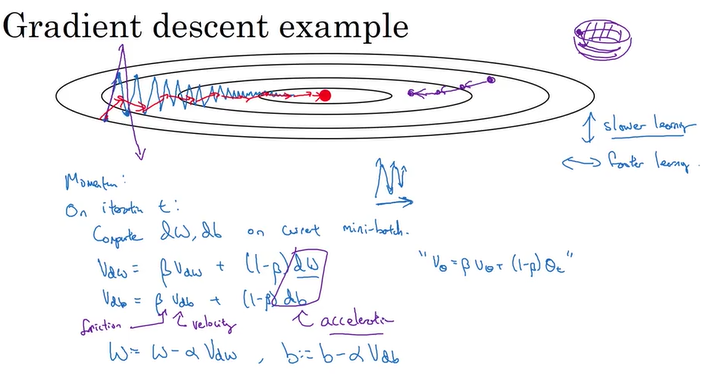 Gradient descent example
slower learning
faster learning
Momentum:
On iteration t:
Compute dW, db on current mini-batch.
Vdw = β Vdw + (1-β) dW
"Vθ = β Vθ + (1-β) θt"
Vdb = β Vdb + (1-β) db
friction velocity acceleration
W := W - α Vdw , b := b - α Vdb